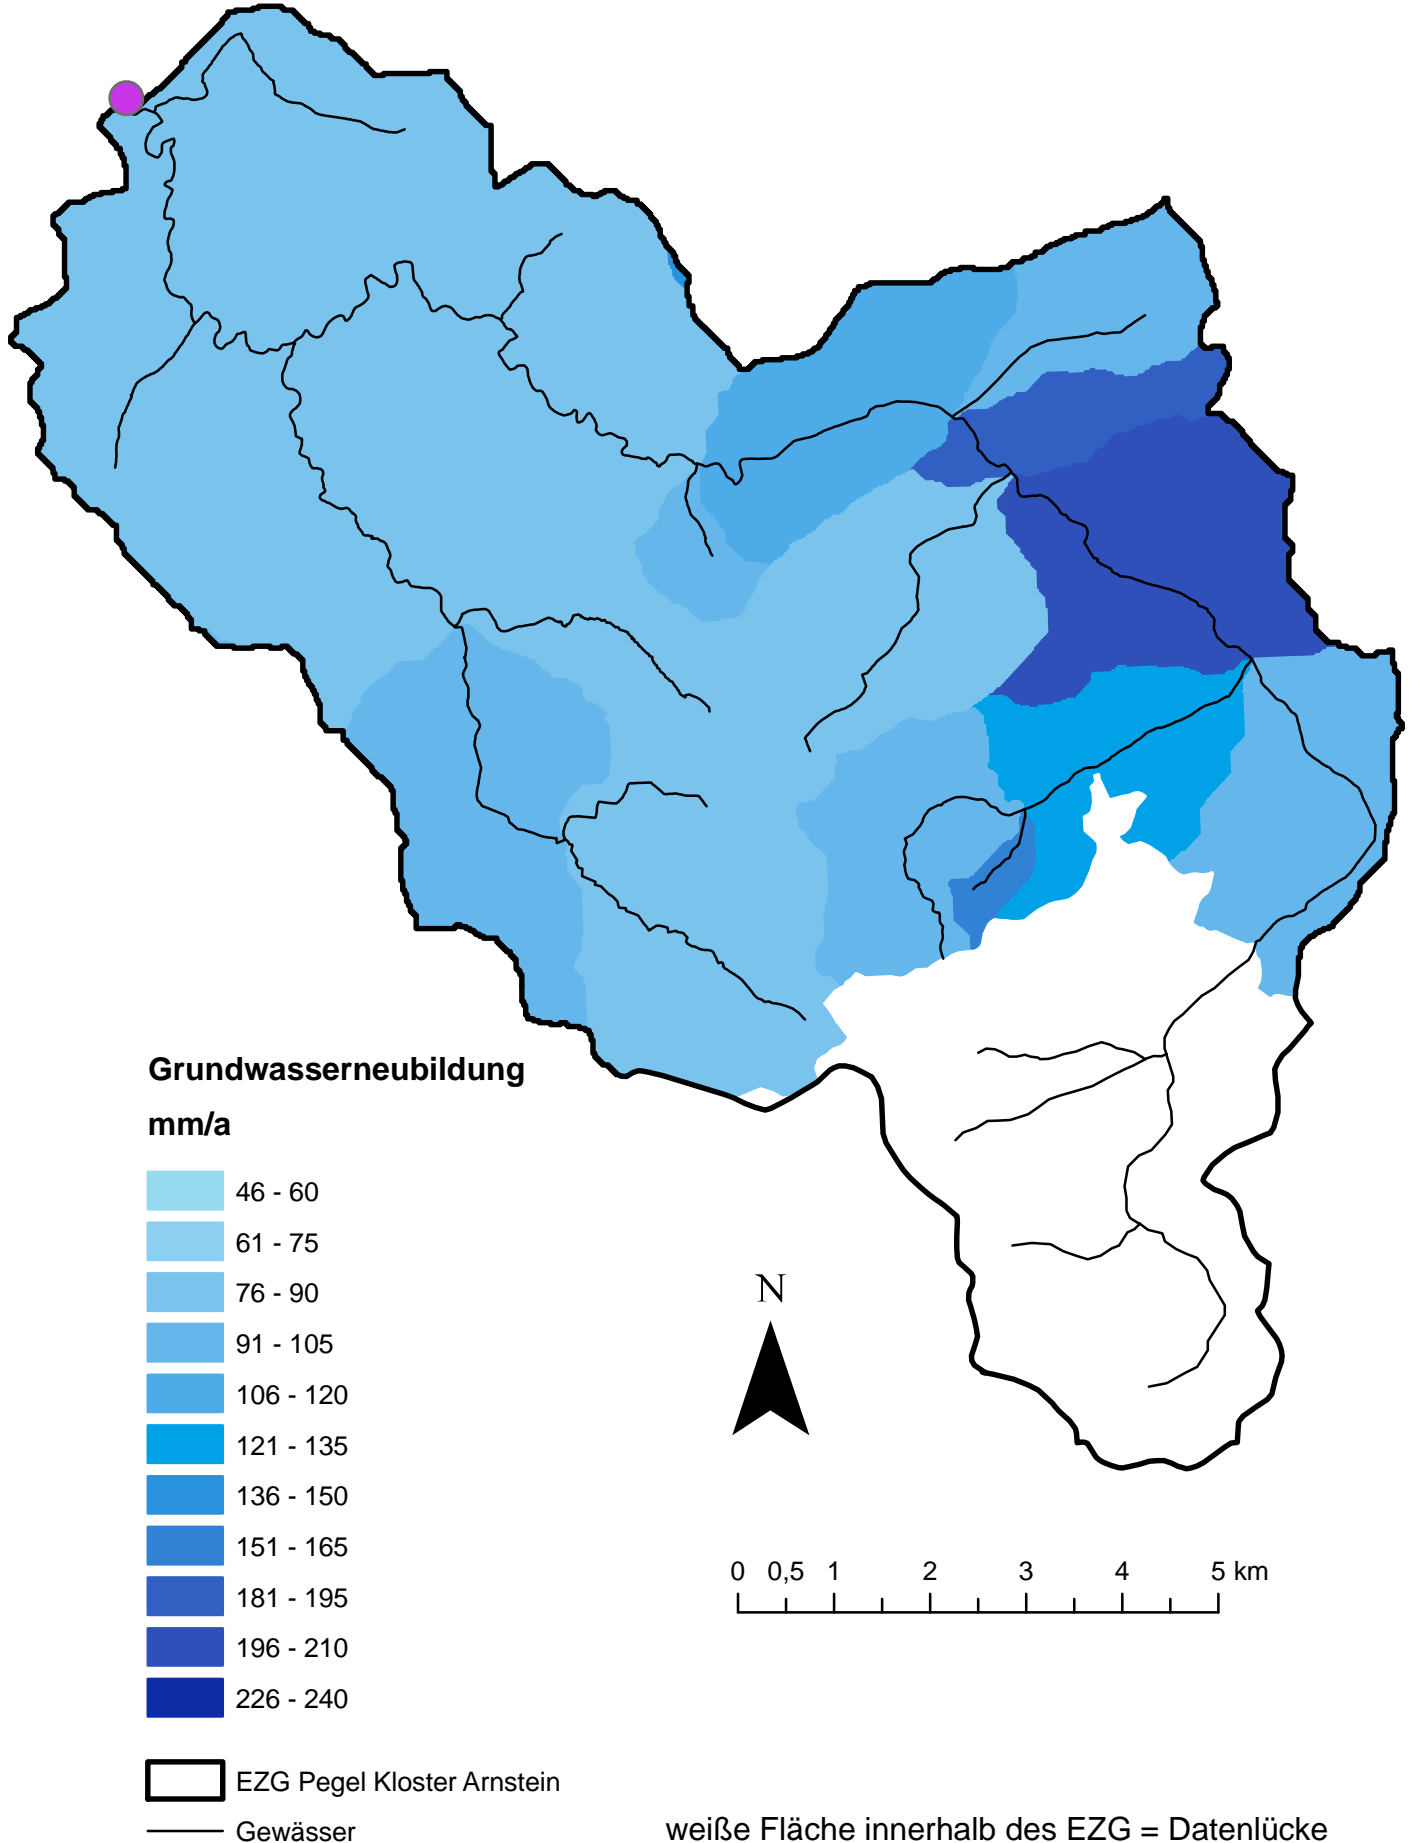 N
Grundwasserneubildung
mm/a
46 - 60
61 - 75
76 - 90
91 - 105
106 - 120
121 - 135
136 - 150
151 - 165
181 - 195
196 - 210
226 - 240
EZG Pegel Kloster Arnstein
Gewässer
0 0,5 1 2 3 4 5 km
weiße Fläche innerhalb des EZG = Datenlücke